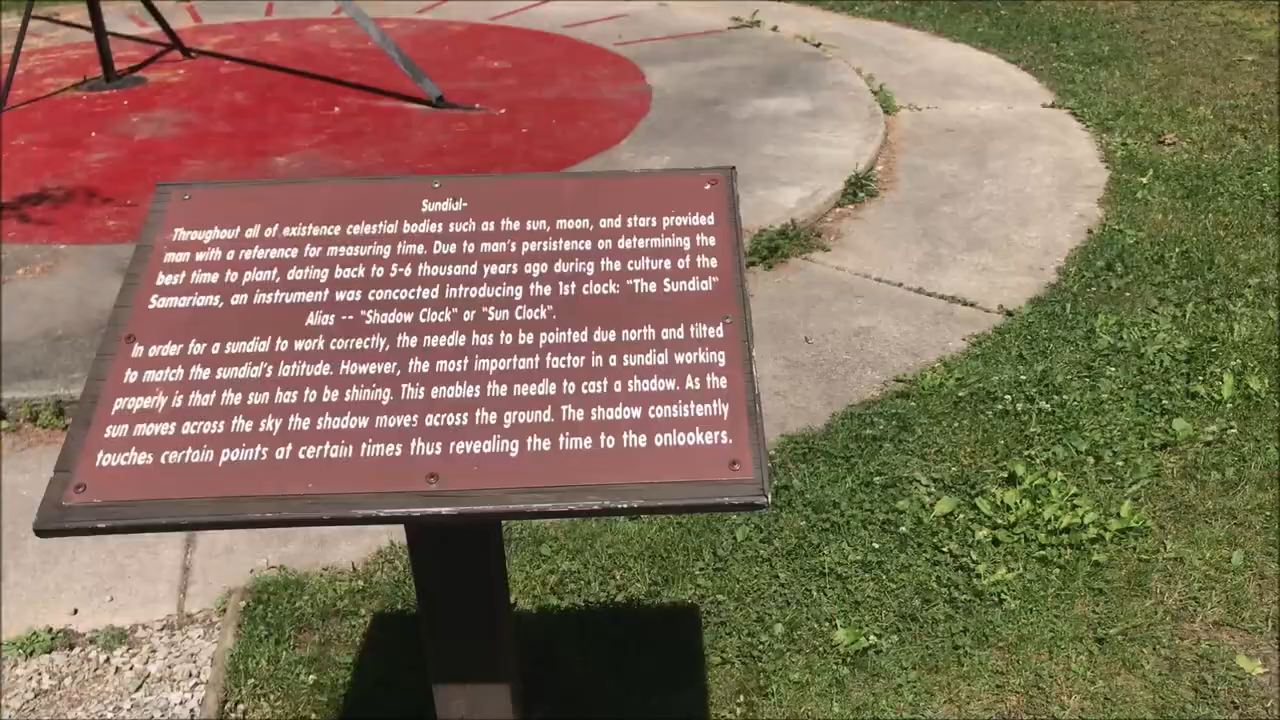 Sundial-
Throughout all of existence celestial bodies such as the sun, moon, and stars provided
man with a reference for measuring time. Due to man's persistence on determining the
best time to plant, dating back to 5-6 thousand years ago during the culture of the
Samarians, an instrument was concocted introducing the 1st clock: "The Sundial"
Alias -- "Shadow Clock" or "Sun Clock".
In order for a sundial to work correctly, the needle has to be pointed due north and tilted
to match the sundial's latitude. However, the most important factor in a sundial working
properly is that the sun has to be shining. This enables the needle to cast a shadow. As the
sun moves across the sky the shadow moves across the ground. The shadow consistently
touches certain points at certain times thus revealing the time to the onlookers.